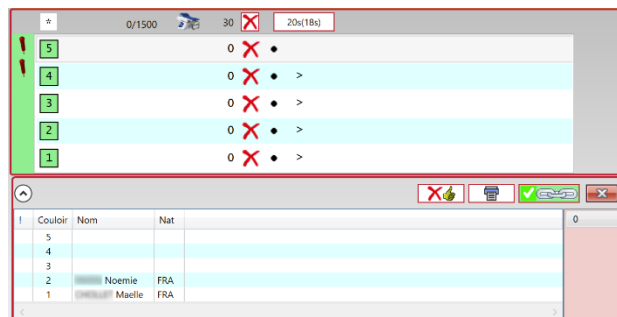 * 0/1500 30 20s(18s)
5 0
4 0 >
3 0 >
2 0 >
1 0 >
! Couloir Nom Nat 0
5
4
3
2 Noemie FRA
1 Maelle FRA